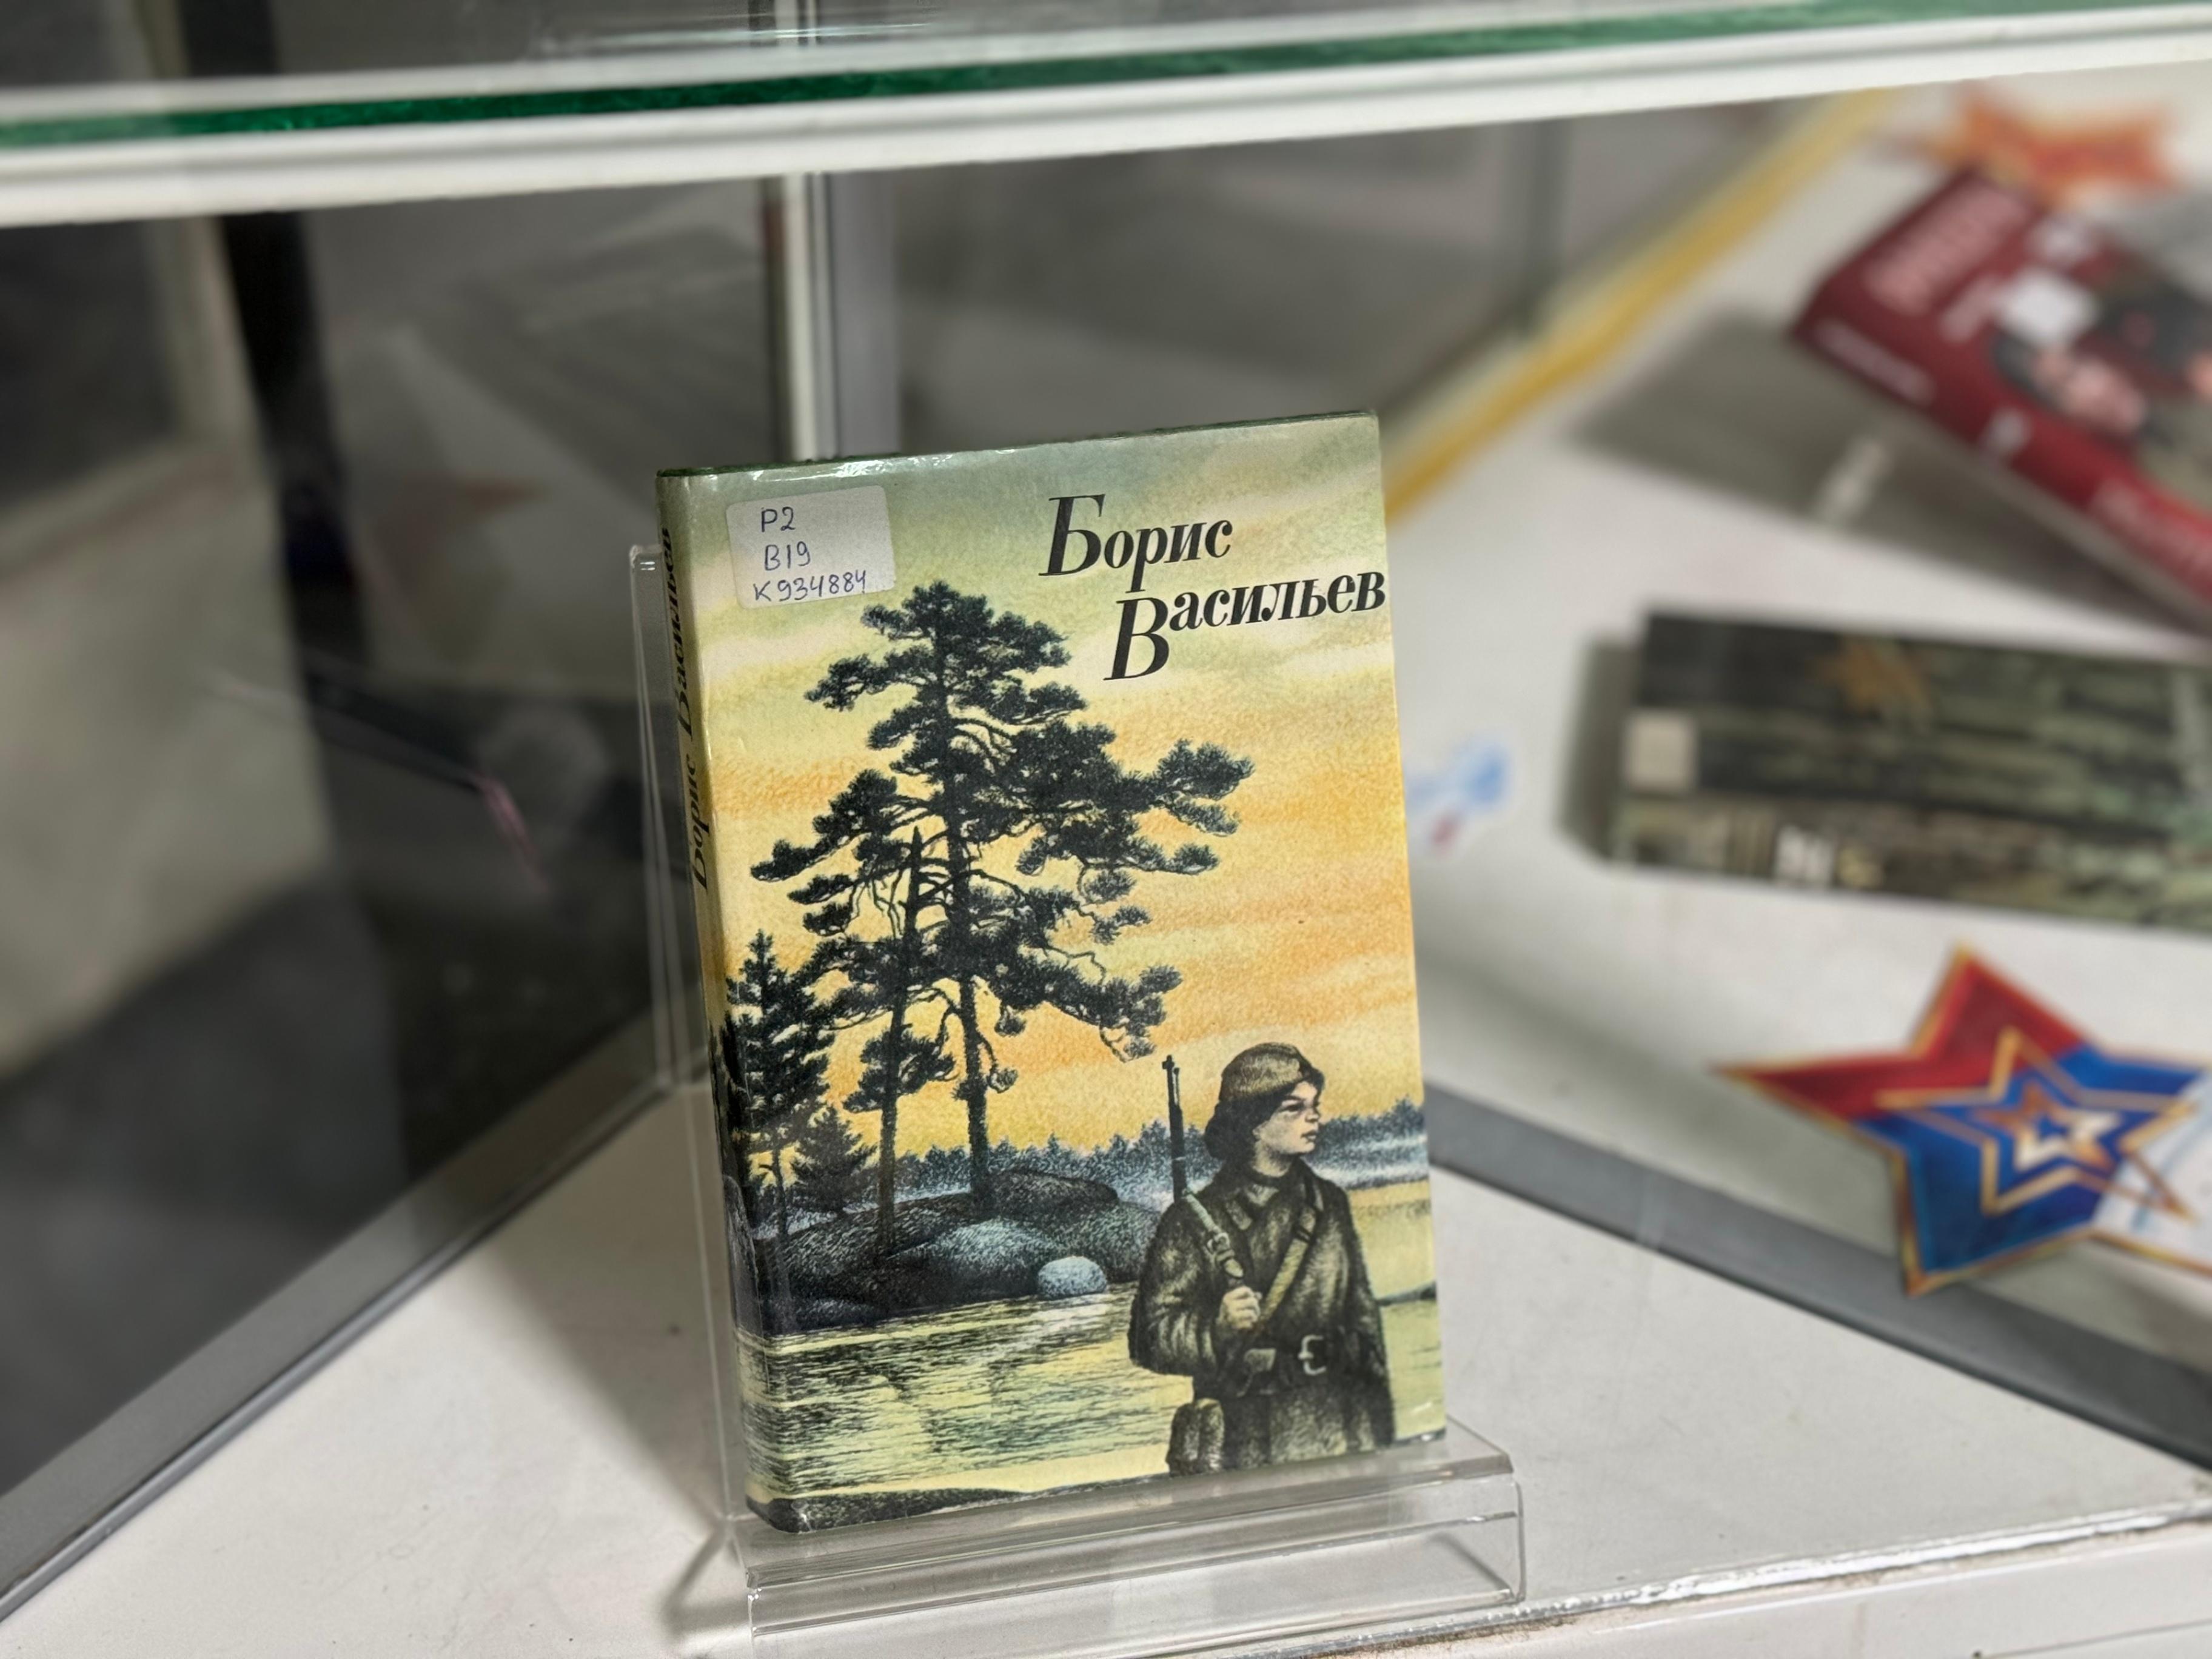 Р2
В19
К934884
Борис
Васильев
Борис Васильев